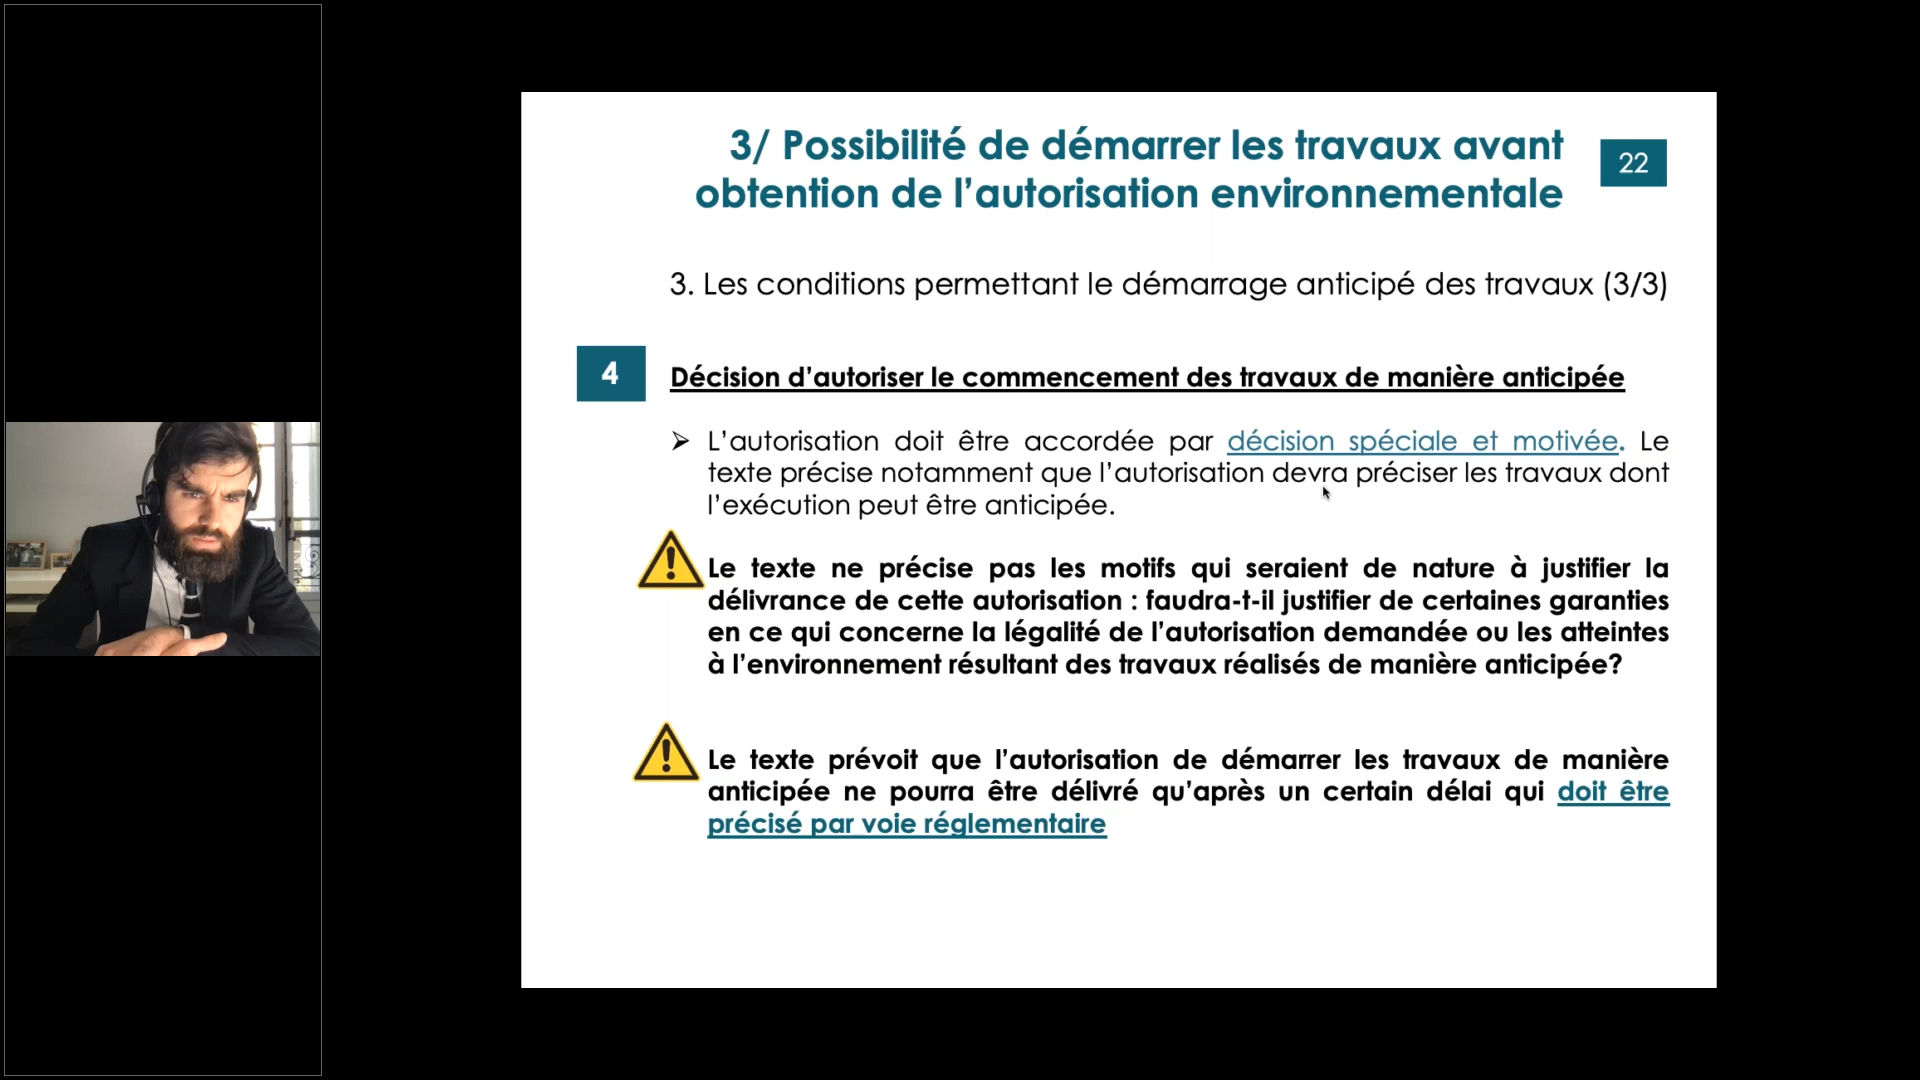 3/ Possibilité de démarrer les travaux avant
obtention de l’autorisation environnementale
22
3. Les conditions permettant le démarrage anticipé des travaux (3/3)
4
Décision d’autoriser le commencement des travaux de manière anticipée
➢ L’autorisation doit être accordée par décision spéciale et motivée. Le
texte précise notamment que l’autorisation devra préciser les travaux dont
l’exécution peut être anticipée.
Le texte ne précise pas les motifs qui seraient de nature à justifier la
délivrance de cette autorisation : faudra-t-il justifier de certaines garanties
en ce qui concerne la légalité de l’autorisation demandée ou les atteintes
à l’environnement résultant des travaux réalisés de manière anticipée?
Le texte prévoit que l’autorisation de démarrer les travaux de manière
anticipée ne pourra être délivré qu’après un certain délai qui doit être
précisé par voie réglementaire